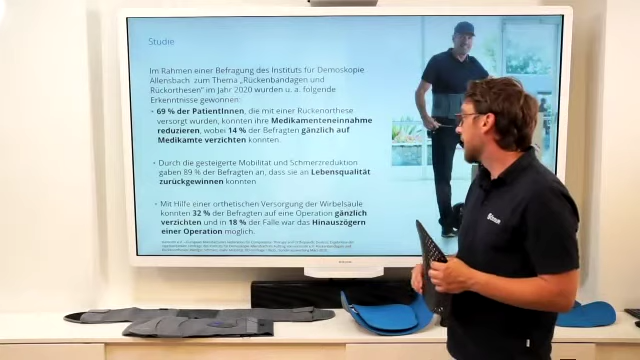 Studie
Im Rahmen einer Befragung des Instituts für Demoskopie
Allensbach zum Thema „Rückenbandagen und
Rückorthesen" im Jahr 2020 wurden u. a. folgende
Erkenntnisse gewonnen:
• 69 % der PatientInnen, die mit einer Rückenorthese
versorgt wurden, konnten ihre Medikamenteneinnahme
reduzieren, wobei 14 % der Befragten gänzlich auf
Medikamte verzichten konnten.
• Durch die gesteigerte Mobilität und Schmerzreduktion
gaben 89 % der Befragten an, dass sie an Lebensqualität
zurückgewinnen konnten
• Mit Hilfe einer orthetischen Versorgung der Wirbelsäule
konnten 32 % der Befragten auf eine Operation gänzlich
verzichten und in 18 % der Fälle war das Hinauszögern
einer Operation möglich.